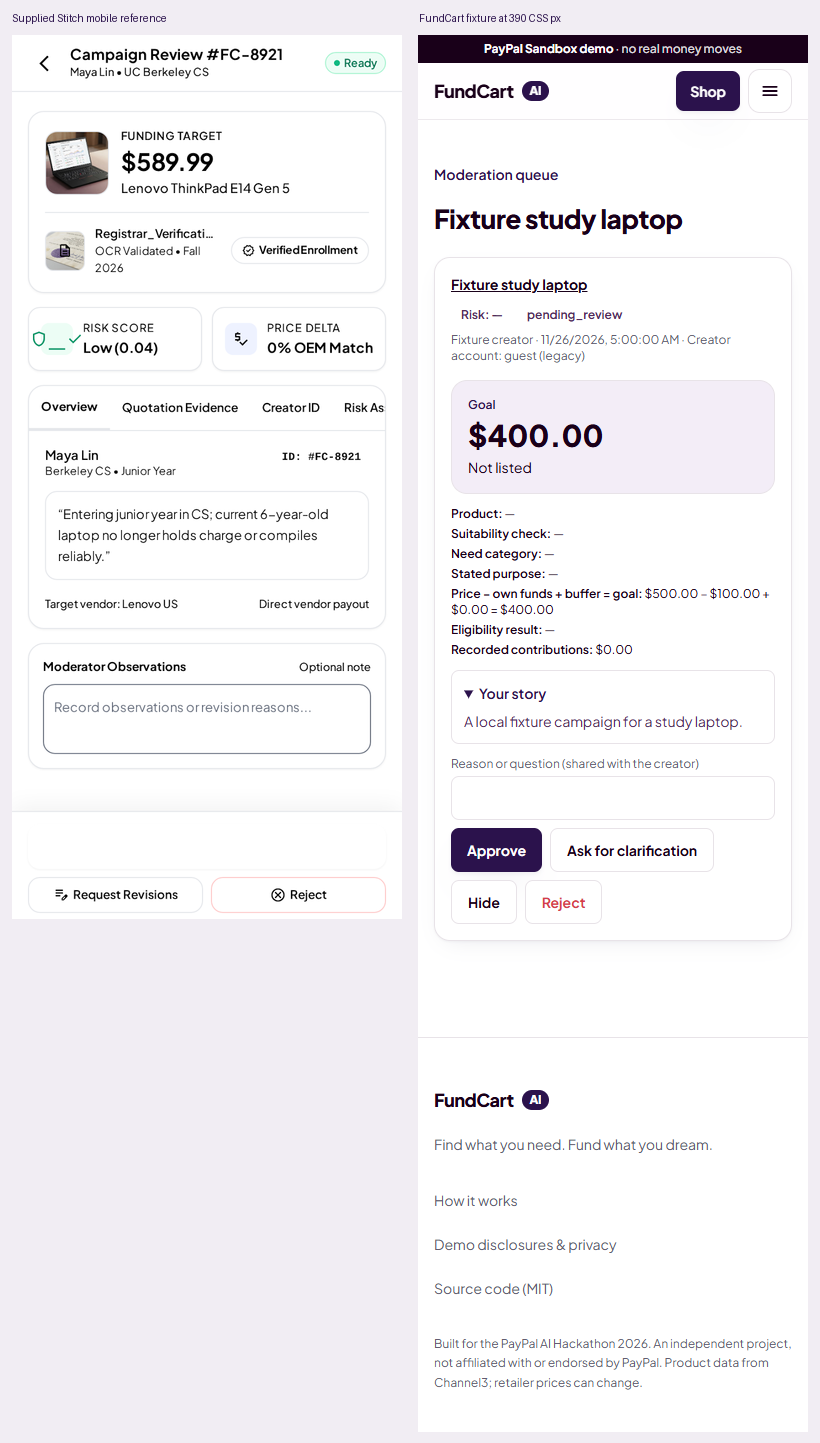 Supplied Stitch mobile reference
Campaign Review #FC-8921
Maya Lin • UC Berkeley CS
Ready
FUNDING TARGET
$589.99
Lenovo ThinkPad E14 Gen 5
Registrar_Verificati...
OCR Validated • Fall
2026
Verified Enrollment
RISK SCORE
Low (0.04)
PRICE DELTA
0% OEM Match
Overview
Quotation Evidence
Creator ID
Risk As
Maya Lin
ID: #FC-8921
Berkeley CS • Junior Year
“Entering junior year in CS; current 6–year-old
laptop no longer holds charge or compiles
reliably.”
Target vendor: Lenovo US
Direct vendor payout
Moderator Observations
Optional note
Record observations or revision reasons...
Request Revisions
Reject
FundCart fixture at 390 CSS px
PayPal Sandbox demo · no real money moves
FundCart AI
Shop
Moderation queue
Fixture study laptop
Fixture study laptop
Risk: —
pending_review
Fixture creator · 11/26/2026, 5:00:00 AM · Creator
account: guest (legacy)
Goal
$400.00
Not listed
Product: —
Suitability check: —
Need category: —
Stated purpose: —
Price − own funds + buffer = goal: $500.00 − $100.00 +
$0.00 = $400.00
Eligibility result: —
Recorded contributions: $0.00
▼ Your story
A local fixture campaign for a study laptop.
Reason or question (shared with the creator)
Approve
Ask for clarification
Hide
Reject
FundCart AI
Find what you need. Fund what you dream.
How it works
Demo disclosures & privacy
Source code (MIT)
Built for the PayPal AI Hackathon 2026. An independent project,
not affiliated with or endorsed by PayPal. Product data from
Channel3; retailer prices can change.